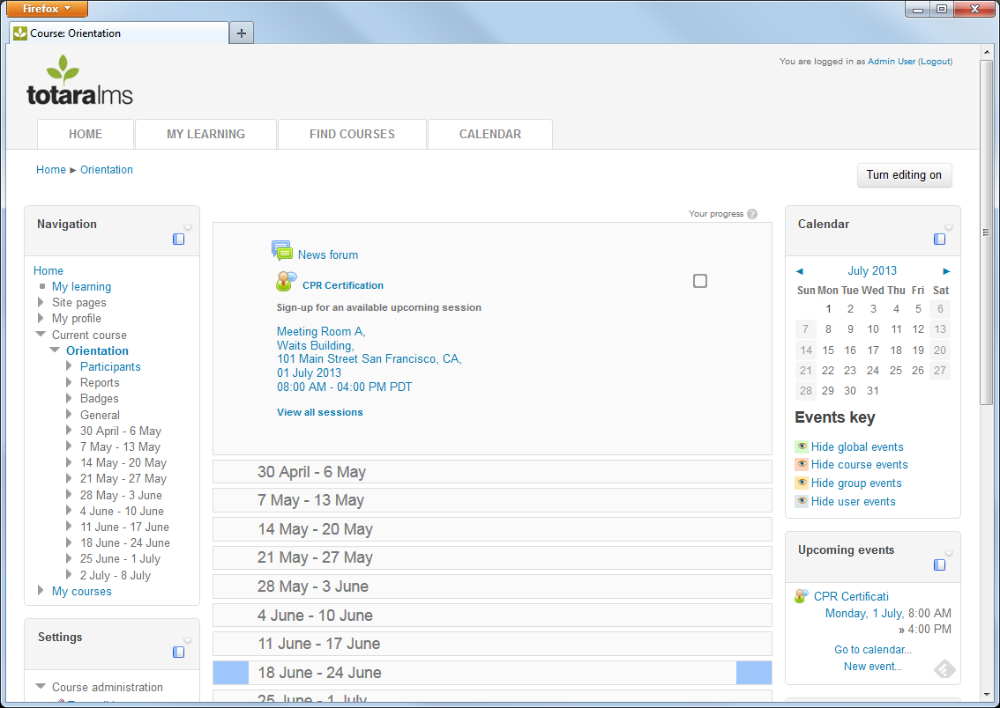 Firefox
Course: Orientation
You are logged in as Admin User (Logout)
totaralms
HOME
MY LEARNING
FIND COURSES
CALENDAR
Home ► Orientation
Turn editing on
Navigation
Home
My learning
Site pages
My profile
Current course
Orientation
Participants
Reports
Badges
General
30 April - 6 May
7 May - 13 May
14 May - 20 May
21 May - 27 May
28 May - 3 June
4 June - 10 June
11 June - 17 June
18 June - 24 June
25 June - 1 July
2 July - 8 July
My courses
Settings
Course administration
Your progress ?
News forum
CPR Certification
Sign-up for an available upcoming session
Meeting Room A,
Waits Building,
101 Main Street San Francisco, CA,
01 July 2013
08:00 AM - 04:00 PM PDT
View all sessions
30 April - 6 May
7 May - 13 May
14 May - 20 May
21 May - 27 May
28 May - 3 June
4 June - 10 June
11 June - 17 June
18 June - 24 June
25 June - 1 July
Calendar
◄ July 2013 ►
Sun Mon Tue Wed Thu Fri Sat
1 2 3 4 5 6
7 8 9 10 11 12 13
14 15 16 17 18 19 20
21 22 23 24 25 26 27
28 29 30 31
Events key
Hide global events
Hide course events
Hide group events
Hide user events
Upcoming events
CPR Certificati
Monday, 1 July, 8:00 AM
» 4:00 PM
Go to calendar...
New event...